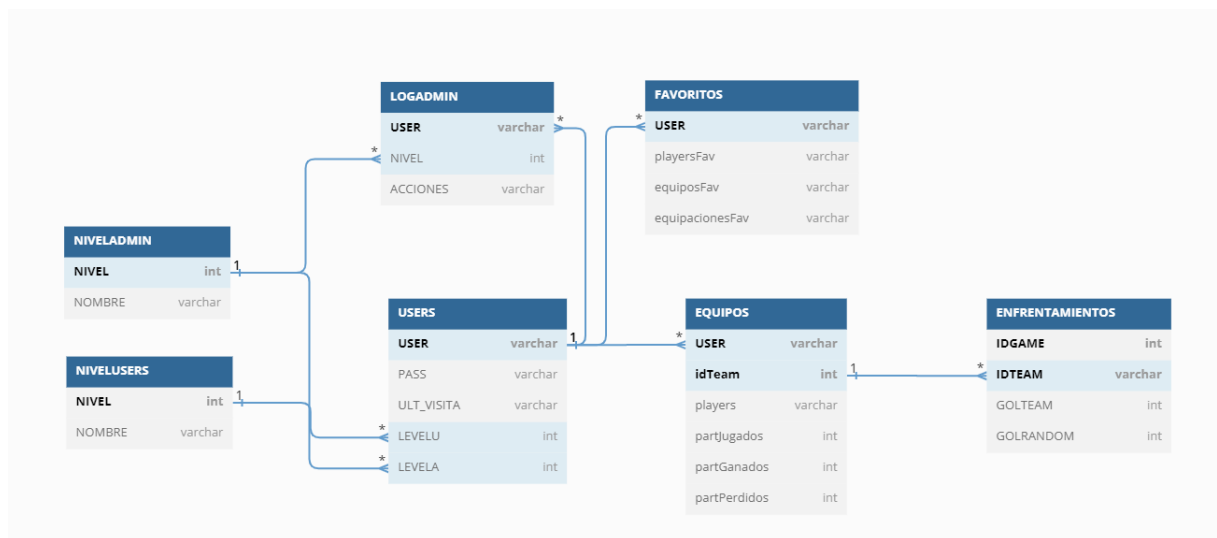 LOGADMIN
USER varchar
NIVEL int
ACCIONES varchar
FAVORITOS
USER varchar
playersFav varchar
equiposFav varchar
equipacionesFav varchar
NIVELADMIN
NIVEL int
NOMBRE varchar
NIVELUSERS
NIVEL int
NOMBRE varchar
USERS
USER varchar
PASS varchar
ULT_VISITA varchar
LEVELU int
LEVELA int
EQUIPOS
USER varchar
idTeam int
players varchar
partJugados int
partGanados int
partPerdidos int
ENFRENTAMIENTOS
IDGAME int
IDTEAM varchar
GOLTEAM int
GOLRANDOM int
*
*
*
1
1
*
*
1
*
1
*